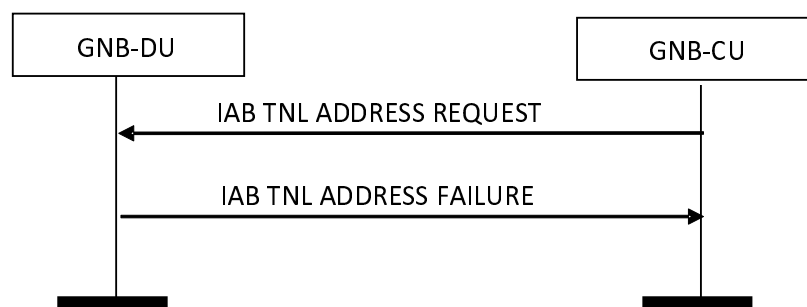 GNB-DU
GNB-CU
IAB TNL ADDRESS REQUEST
IAB TNL ADDRESS FAILURE